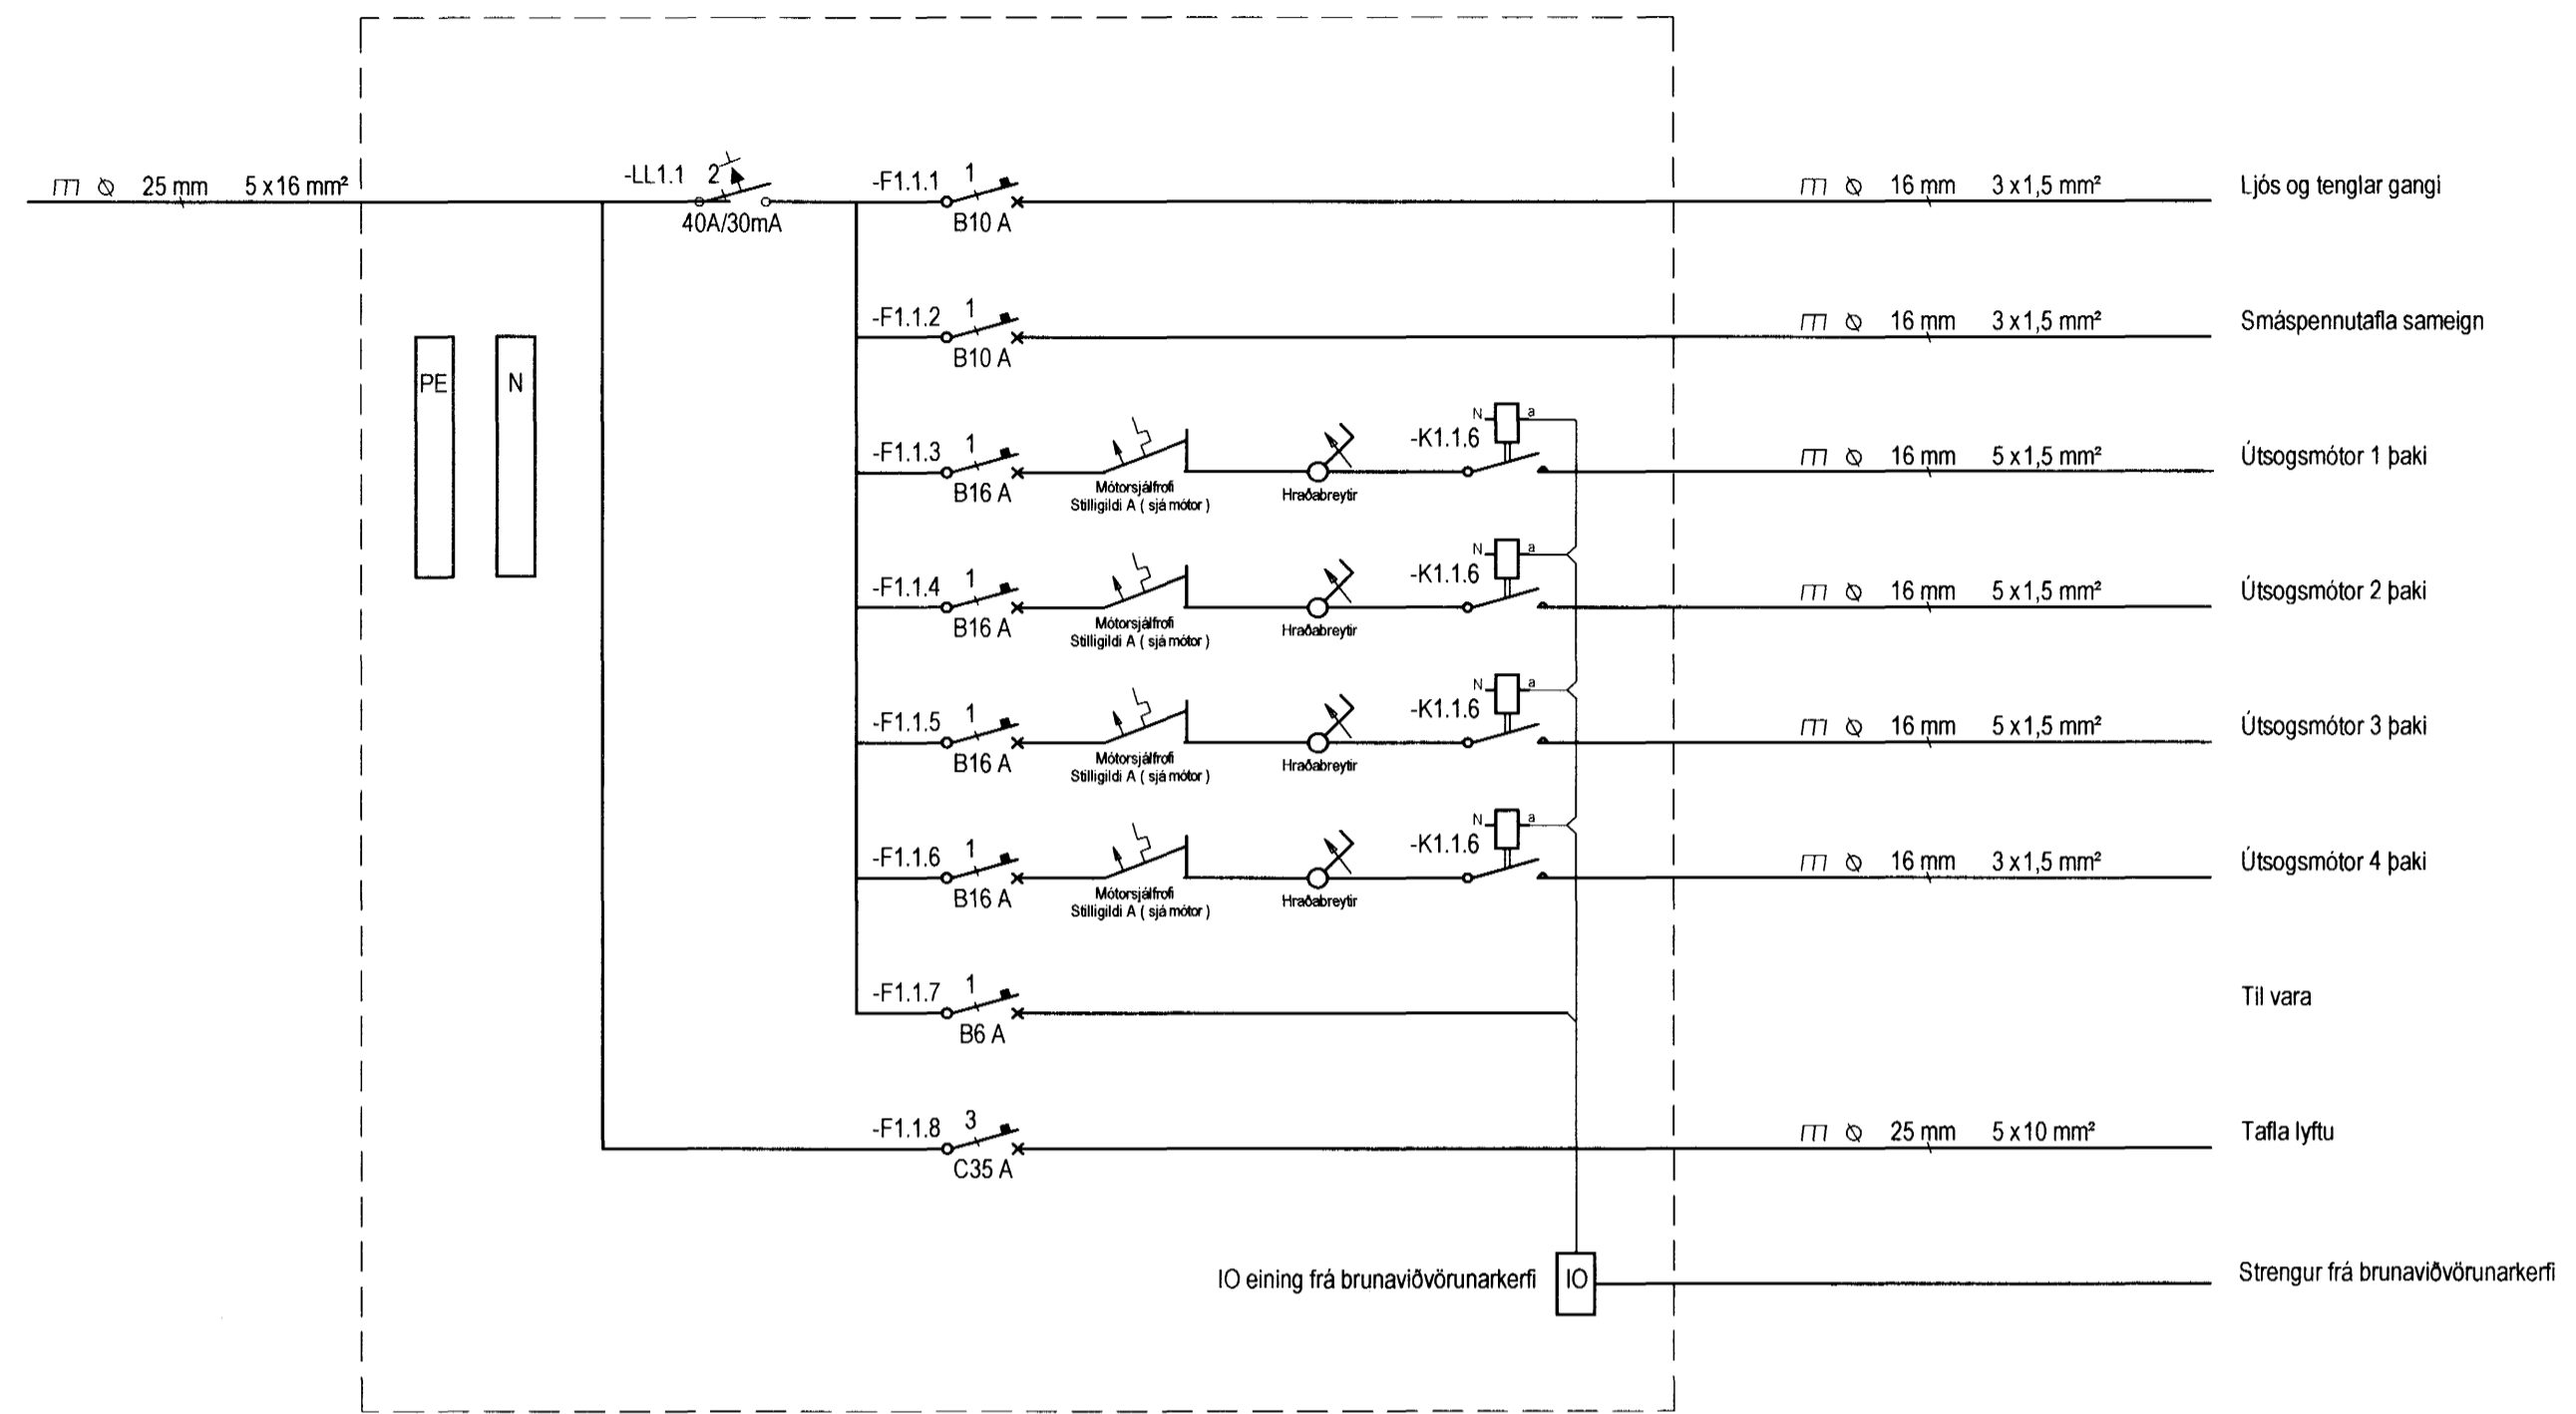 25 mm 5 x 16 mm²
-LL1.1 2
40A/30mA
-F1.1.1 1
B10 A
16 mm 3 x 1,5 mm² Ljós og tenglar gangi
-F1.1.2 1
B10 A
16 mm 3 x 1,5 mm² Smáspennutafla sameign
PE N
-F1.1.3 1
B16 A
Mótorsjálfrofi
Stilligildi A ( sjá mótor )
Hraðabreytir
-K1.1.6 N a
16 mm 5 x 1,5 mm² Útsogsmótor 1 þaki
-F1.1.4 1
B16 A
Mótorsjálfrofi
Stilligildi A ( sjá mótor )
Hraðabreytir
-K1.1.6 N a
16 mm 5 x 1,5 mm² Útsogsmótor 2 þaki
-F1.1.5 1
B16 A
Mótorsjálfrofi
Stilligildi A ( sjá mótor )
Hraðabreytir
-K1.1.6 N a
16 mm 5 x 1,5 mm² Útsogsmótor 3 þaki
-F1.1.6 1
B16 A
Mótorsjálfrofi
Stilligildi A ( sjá mótor )
Hraðabreytir
-K1.1.6 N a
16 mm 3 x 1,5 mm² Útsogsmótor 4 þaki
-F1.1.7 1
B6 A
Til vara
-F1.1.8 3
C35 A
25 mm 5 x 10 mm² Tafla lyftu
IO eining frá brunaviðvörunarkerfi IO Strengur frá brunaviðvörunarkerfi